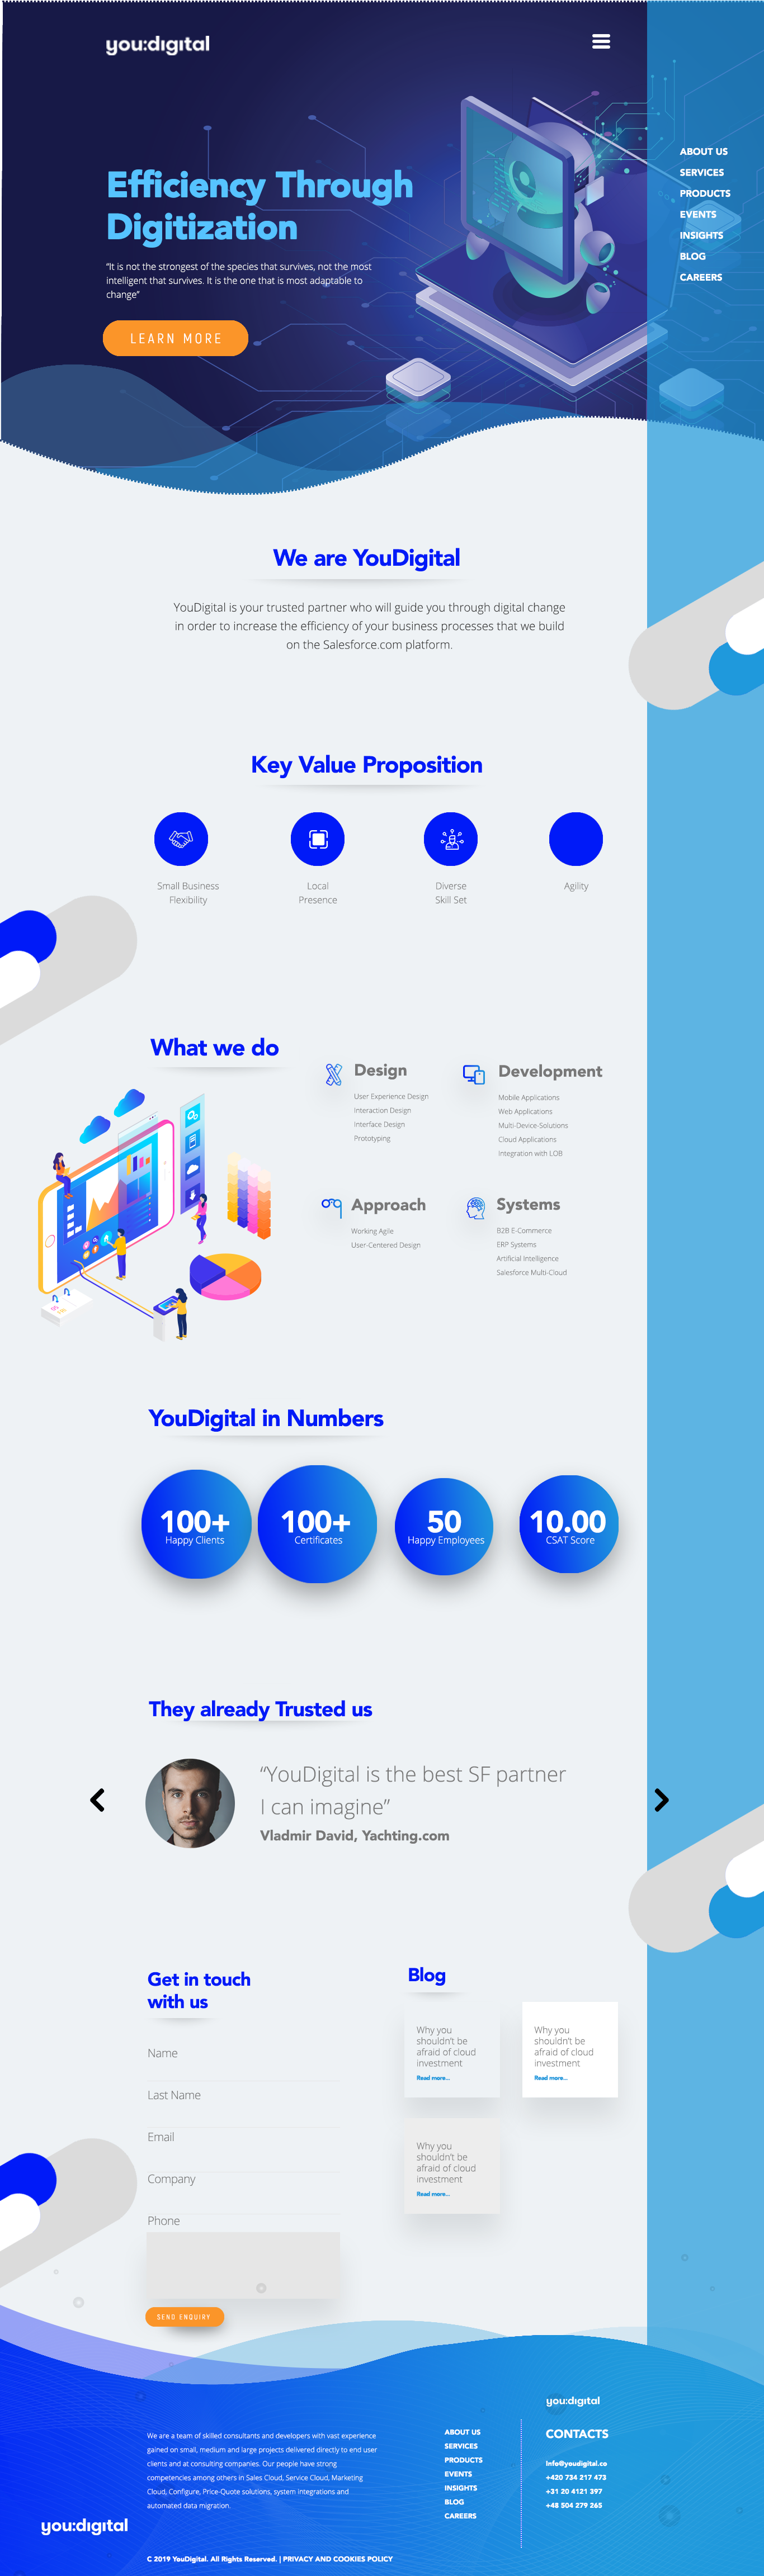 you:digital
ABOUT US
SERVICES
PRODUCTS
EVENTS
INSIGHTS
BLOG
CAREERS
Efficiency Through
Digitization
“It is not the strongest of the species that survives, not the most
intelligent that survives. It is the one that is most adaptable to
change”
LEARN MORE
We are YouDigital
YouDigital is your trusted partner who will guide you through digital change
in order to increase the efficiency of your business processes that we build
on the Salesforce.com platform.
Key Value Proposition
Small Business
Flexibility
Local
Presence
Diverse
Skill Set
Agility
What we do
Design
User Experience Design
Interaction Design
Interface Design
Prototyping
Development
Mobile Applications
Web Applications
Multi-Device-Solutions
Cloud Applications
Integration with LOB
Approach
Working Agile
User-Centered Design
Systems
B2B E-Commerce
ERP Systems
Artificial Intelligence
Salesforce Multi-Cloud
YouDigital in Numbers
100+
Happy Clients
100+
Certificates
50
Happy Employees
10.00
CSAT Score
They already Trusted us
“YouDigital is the best SF partner
I can imagine”
Vladmir David, Yachting.com
Get in touch
with us
Name
Last Name
Email
Company
Phone
SEND ENQUIRY
Blog
Why you
shouldn't be
afraid of cloud
investment
Read more...
Why you
shouldn't be
afraid of cloud
investment
Read more...
Why you
shouldn't be
afraid of cloud
investment
Read more...
We are a team of skilled consultants and developers with vast experience
gained on small, medium and large projects delivered directly to end user
clients and at consulting companies. Our people have strong
competencies among others in Sales Cloud, Service Cloud, Marketing
Cloud, Configure, Price-Quote solutions, system integrations and
automated data migration.
ABOUT US
SERVICES
PRODUCTS
EVENTS
INSIGHTS
BLOG
CAREERS
you:digital
CONTACTS
Info@youdigital.co
+420 734 217 473
+31 20 4121 397
+48 504 279 265
you:digital
C 2019 YouDigital. All Rights Reserved. | PRIVACY AND COOKIES POLICY